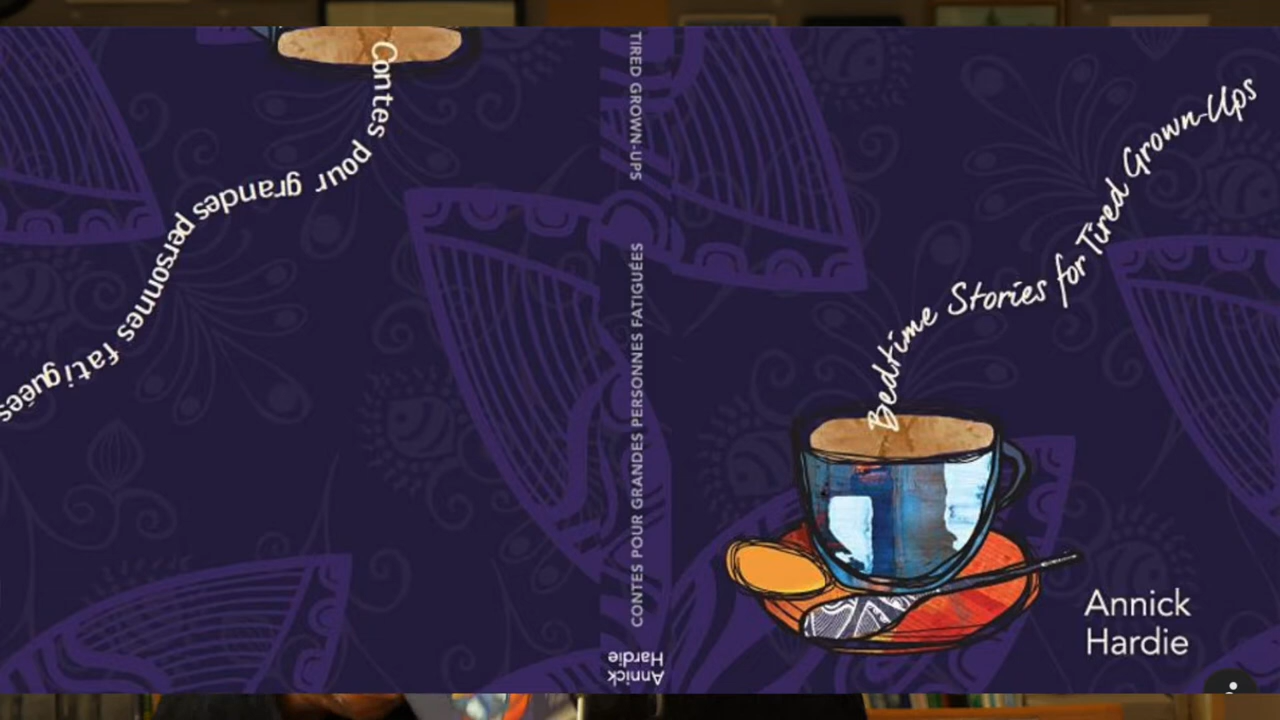 Contes pour grandes personnes fatiguées
TIRED GROWN-UPS
CONTES POUR GRANDES PERSONNES FATIGUÉES
Annick
Hardie
Bedtime Stories for Tired Grown-Ups
Annick
Hardie